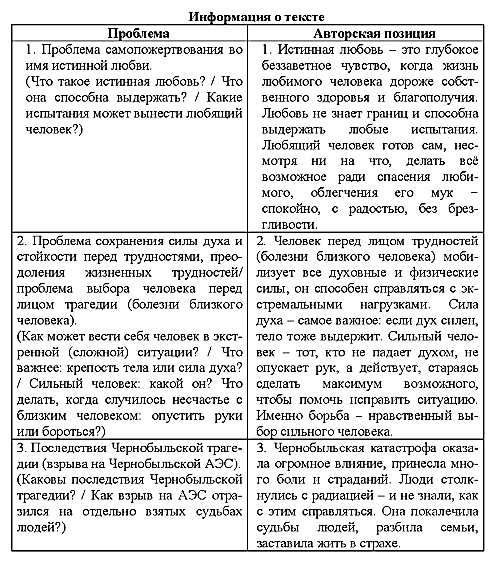 Информация о тексте
Проблема
Авторская позиция
1. Проблема самопожертвования во
имя истинной любви.
(Что такое истинная любовь? / Что
она способна выдержать? / Какие
испытания может вынести любящий
человек?)
1. Истинная любовь – это глубокое
беззаветное чувство, когда жизнь
любимого человека дороже собст-
венного здоровья и благополучия.
Любовь не знает границ и способна
выдержать любые испытания.
Любящий человек готов сам, нес-
мотря ни на что, делать всё
возможное ради спасения люби-
мого, облегчения его мук –
спокойно, с радостью, без брез-
гливости.
2. Проблема сохранения силы духа и
стойкости перед трудностями, прео-
доления жизненных трудностей/
проблема выбора человека перед
лицом трагедии (болезни близкого
человека).
(Как может вести себя человек в экст-
ренной (сложной) ситуации? / Что
важнее: крепость тела или сила духа?
/ Сильный человек: какой он? Что
делать, когда случилось несчастье с
близким человеком: опустить руки
или бороться?)
2. Человек перед лицом трудностей
(болезни близкого человека) моби-
лизует все духовные и физические
силы, он способен справляться с эк-
стремальными нагрузками. Сила
духа – самое важное: если дух силен,
тело тоже выдержит. Сильный чело-
век – тот, кто не падает духом, не
опускает рук, а действует, стараясь
сделать максимум возможного,
чтобы помочь исправить ситуацию.
Именно борьба – нравственный вы-
бор сильного человека.
3. Последствия Чернобыльской траге-
дии (взрыва на Чернобыльской АЭС).
(Каковы последствия Чернобыльской
трагедии? / Как взрыв на АЭС отра-
зился на отдельно взятых судьбах
людей?)
3. Чернобыльская катастрофа оказа-
ла огромное влияние, принесла мно-
го боли и страданий. Люди столк-
нулись с радиацией – и не знали, как
с этим справляться. Она покалечила
судьбы людей, разбила семьи,
заставила жить в страхе.